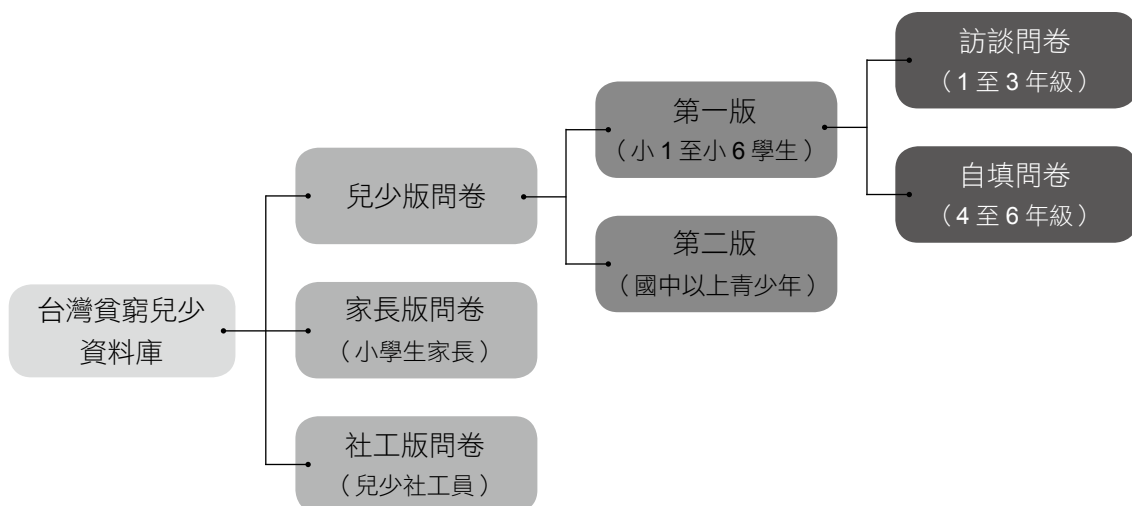 台灣貧窮兒少
資料庫
兒少版問卷
家長版問卷
（小學生家長）
社工版問卷
（兒少社工員）
第一版
（小 1 至小 6 學生）
第二版
（國中以上青少年）
訪談問卷
（1 至 3 年級）
自填問卷
（4 至 6 年級）